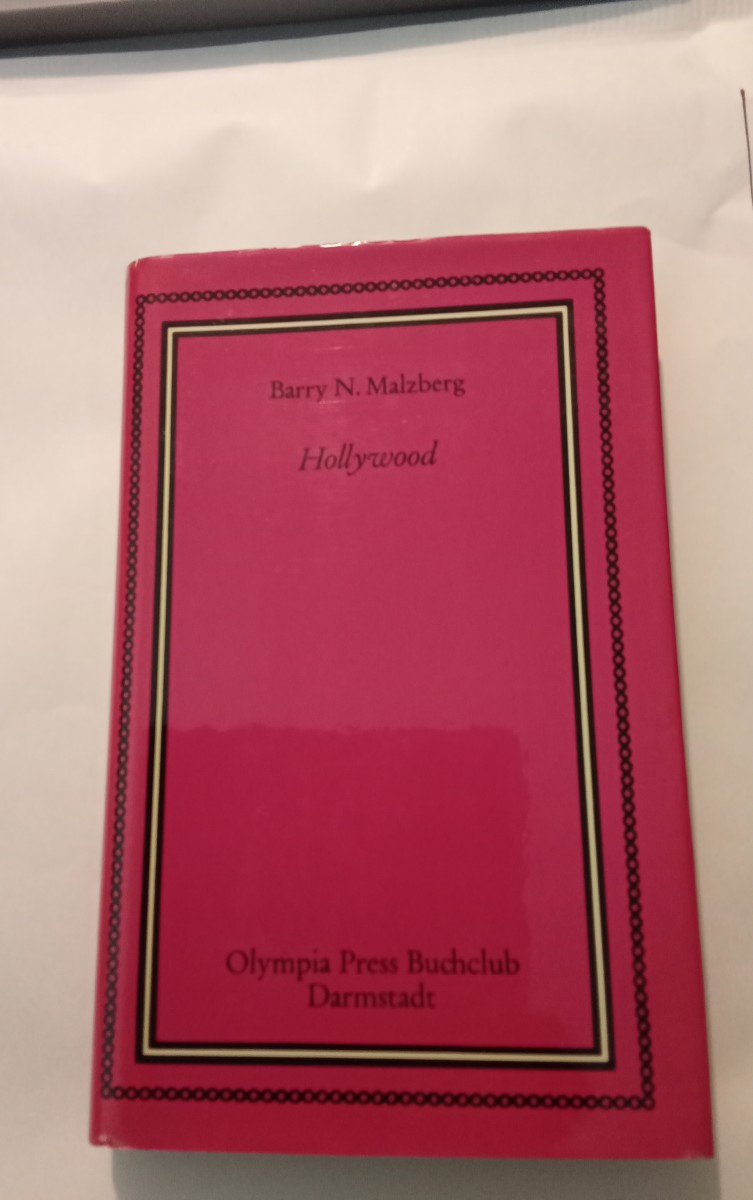 Barry N. Malzberg
Hollywood
Olympia Press Buchclub
Darmstadt